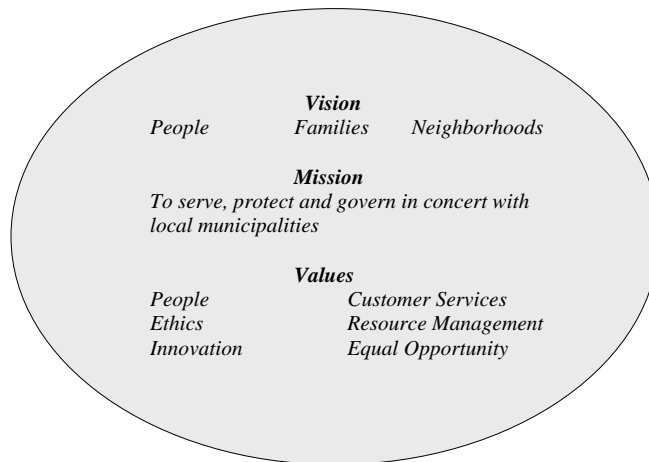 Vision
People Families Neighborhoods
Mission
To serve, protect and govern in concert with
local municipalities
Values
People Customer Services
Ethics Resource Management
Innovation Equal Opportunity